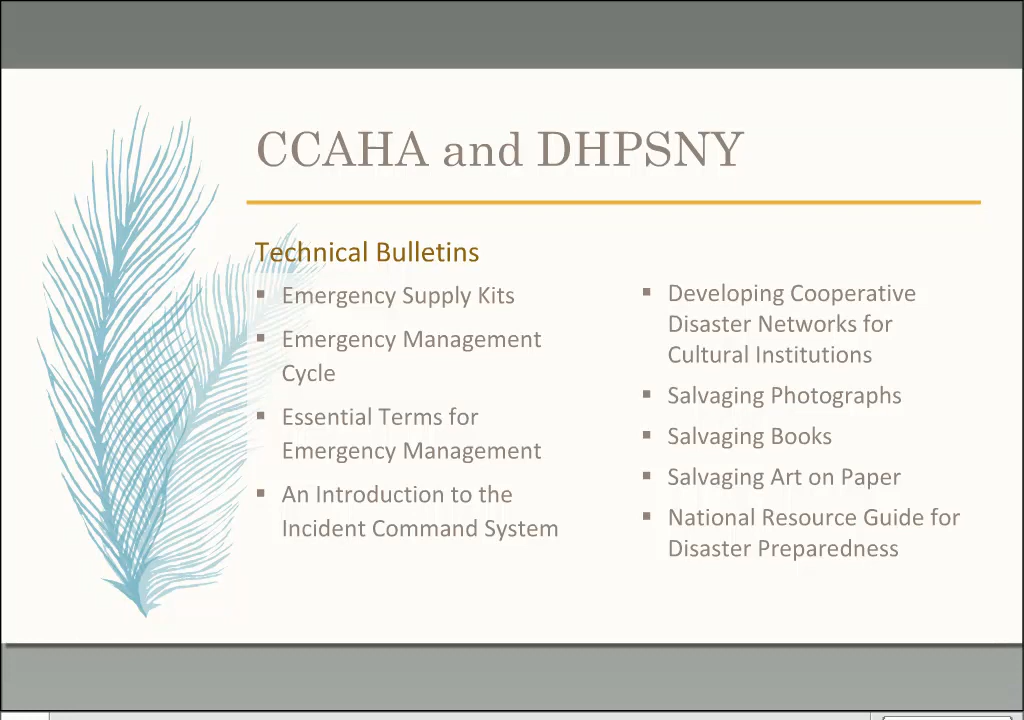 CCAHA and DHPSNY
Technical Bulletins
▪ Emergency Supply Kits
▪ Emergency Management
Cycle
▪ Essential Terms for
Emergency Management
▪ An Introduction to the
Incident Command System
▪ Developing Cooperative
Disaster Networks for
Cultural Institutions
▪ Salvaging Photographs
▪ Salvaging Books
▪ Salvaging Art on Paper
▪ National Resource Guide for
Disaster Preparedness